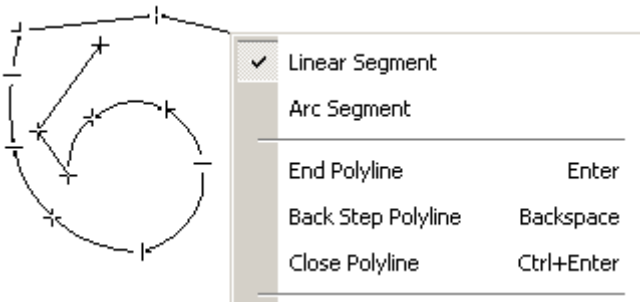 Linear Segment
Arc Segment
End Polyline Enter
Back Step Polyline Backspace
Close Polyline Ctrl+Enter